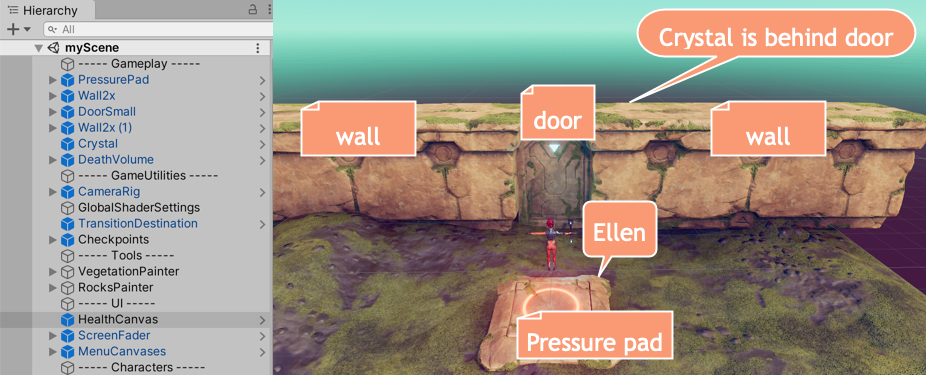 Hierarchy
All
myScene
----- Gameplay -----
PressurePad
Wall2x
DoorSmall
Wall2x (1)
Crystal
DeathVolume
----- GameUtilities -----
CameraRig
GlobalShaderSettings
TransitionDestination
Checkpoints
----- Tools -----
VegetationPainter
RocksPainter
----- UI -----
HealthCanvas
ScreenFader
MenuCanvases
----- Characters -----
Crystal is behind door
wall
door
wall
Ellen
Pressure pad